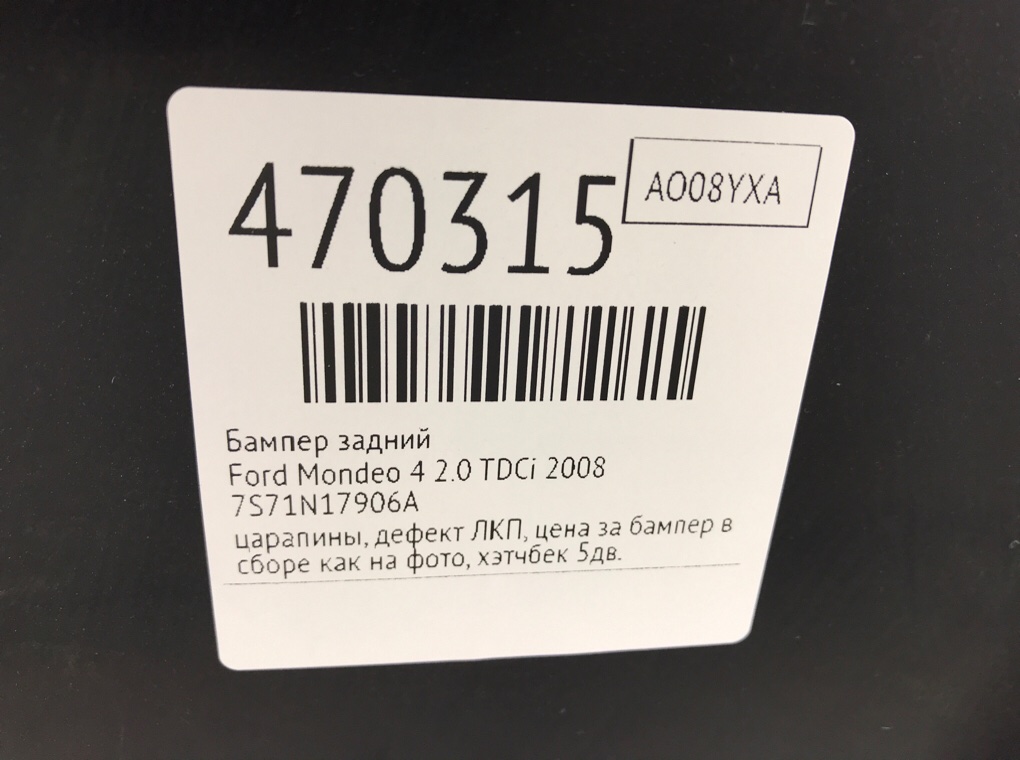 470315
AO08YXA
Бампер задний
Ford Mondeo 4 2.0 TDCi 2008
7S71N17906A
царапины, дефект ЛКП, цена за бампер в
сборе как на фото, хэтчбек 5дв.